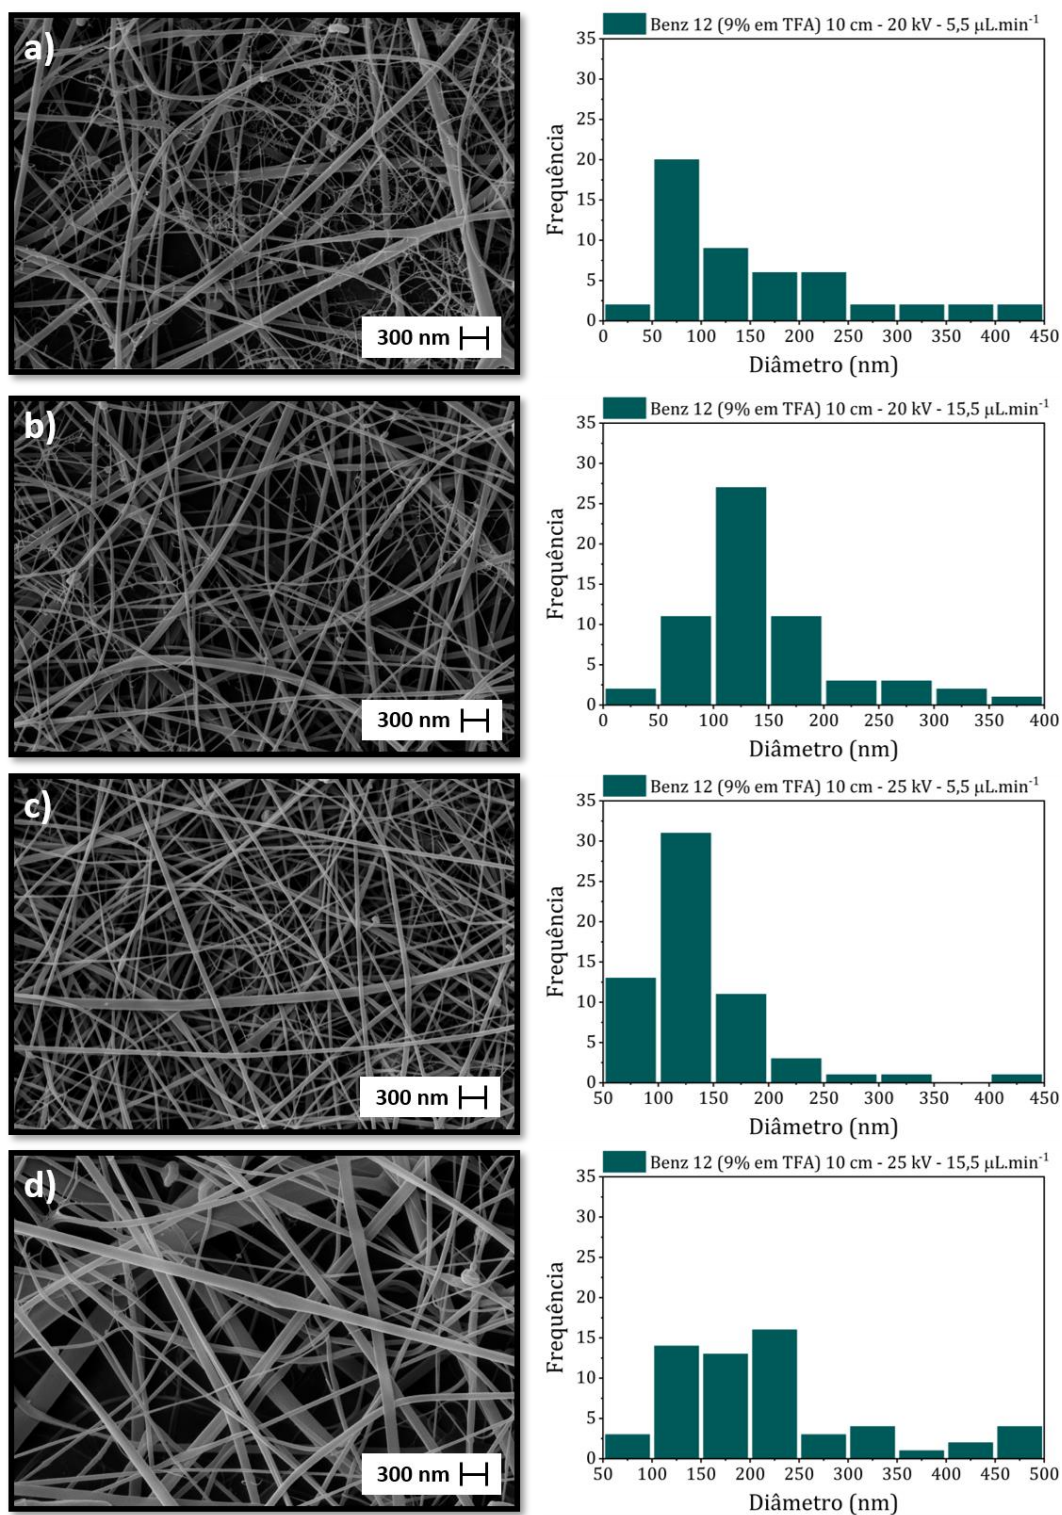 a)
300 nm
Benz 12 (9% em TFA) 10 cm - 20 kV - 5,5 μL.min⁻¹
35
30
25
20
15
10
5
0
Frequência
0 50 100 150 200 250 300 350 400 450
Diâmetro (nm)
b)
300 nm
Benz 12 (9% em TFA) 10 cm - 20 kV - 15,5 μL.min⁻¹
35
30
25
20
15
10
5
0
Frequência
0 50 100 150 200 250 300 350 400
Diâmetro (nm)
c)
300 nm
Benz 12 (9% em TFA) 10 cm - 25 kV - 5,5 μL.min⁻¹
35
30
25
20
15
10
5
0
Frequência
50 100 150 200 250 300 350 400 450
Diâmetro (nm)
d)
300 nm
Benz 12 (9% em TFA) 10 cm - 25 kV - 15,5 μL.min⁻¹
35
30
25
20
15
10
5
0
Frequência
50 100 150 200 250 300 350 400 450 500
Diâmetro (nm)